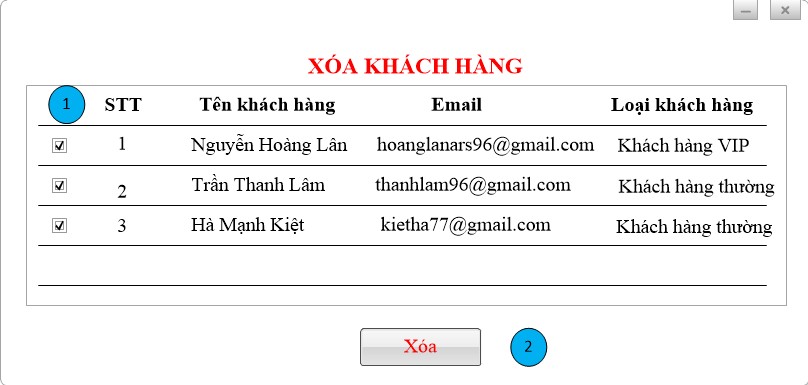 XÓA KHÁCH HÀNG
1 STT Tên khách hàng Email Loại khách hàng
1 Nguyễn Hoàng Lân hoanglanars96@gmail.com Khách hàng VIP
2 Trần Thanh Lâm thanhlam96@gmail.com Khách hàng thường
3 Hà Mạnh Kiệt kietha77@gmail.com Khách hàng thường
Xóa 2